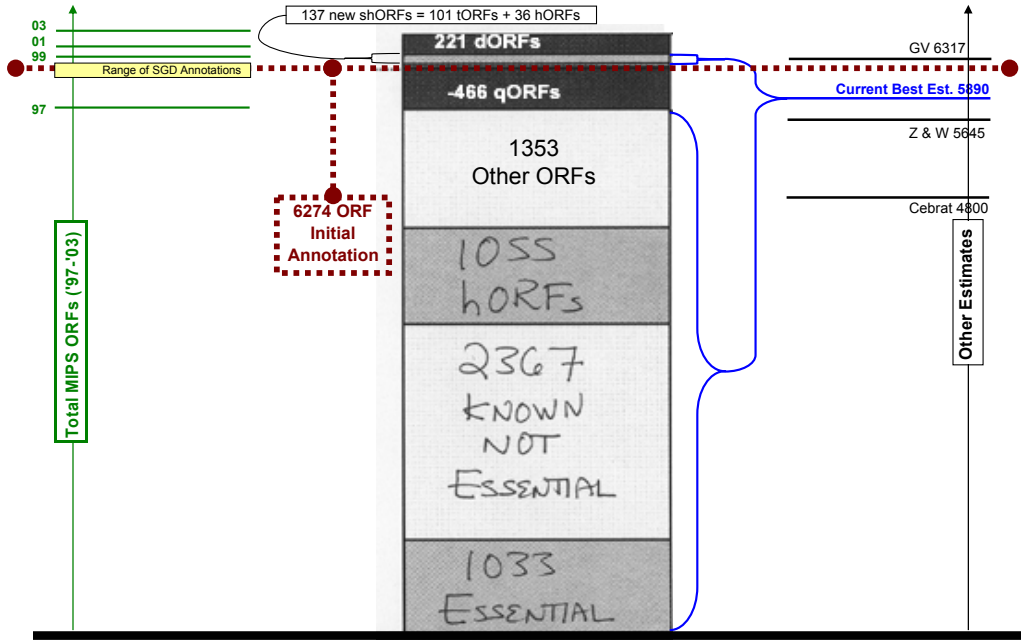 137 new shORFs = 101 tORFs + 36 hORFs
03
01
99
Range of SGD Annotations
97
Total MIPS ORFs ('97-'03)
6274 ORF
Initial
Annotation
221 dORFs
-466 qORFs
1353
Other ORFs
1055
hORFs
2367
KNOWN
NOT
ESSENTIAL
1033
ESSENTIAL
GV 6317
Current Best Est. 5890
Z & W 5645
Cebrat 4800
Other Estimates